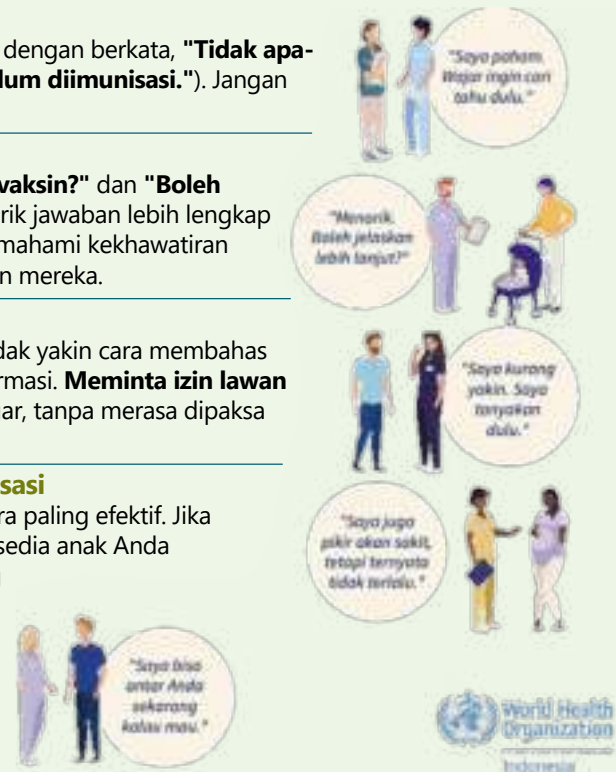 dengan berkata, "Tidak apa-
lum diimunisasi."). Jangan
"Saya paham.
Wajar ingin cari
tahu dulu."
vaksin?" dan "Boleh
rik jawaban lebih lengkap
mahami kekhawatiran
n mereka.
"Menarik.
Boleh jelaskan
lebih lanjut?"
dak yakin cara membahas
rmasi. Meminta izin lawan
ar, tanpa merasa dipaksa
"Saya kurang
yakin. Saya
tanyakan
dulu."
sasi
ra paling efektif. Jika
sedia anak Anda
"Saya juga
pikir akan sakit,
tetapi ternyata
tidak terlalu."
"Saya bisa
antar Anda
sekarang
kalau mau."
World Health
Organization
Indonesia